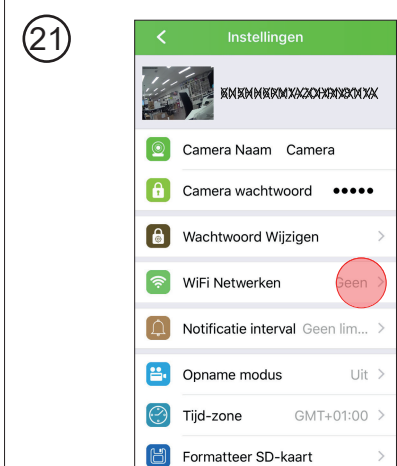 21
Instellingen
Camera Naam Camera
Camera wachtwoord •••••
Wachtwoord Wijzigen
WiFi Netwerken Geen
Notificatie interval Geen lim...
Opname modus Uit
Tijd-zone GMT+01:00
Formatteer SD-kaart